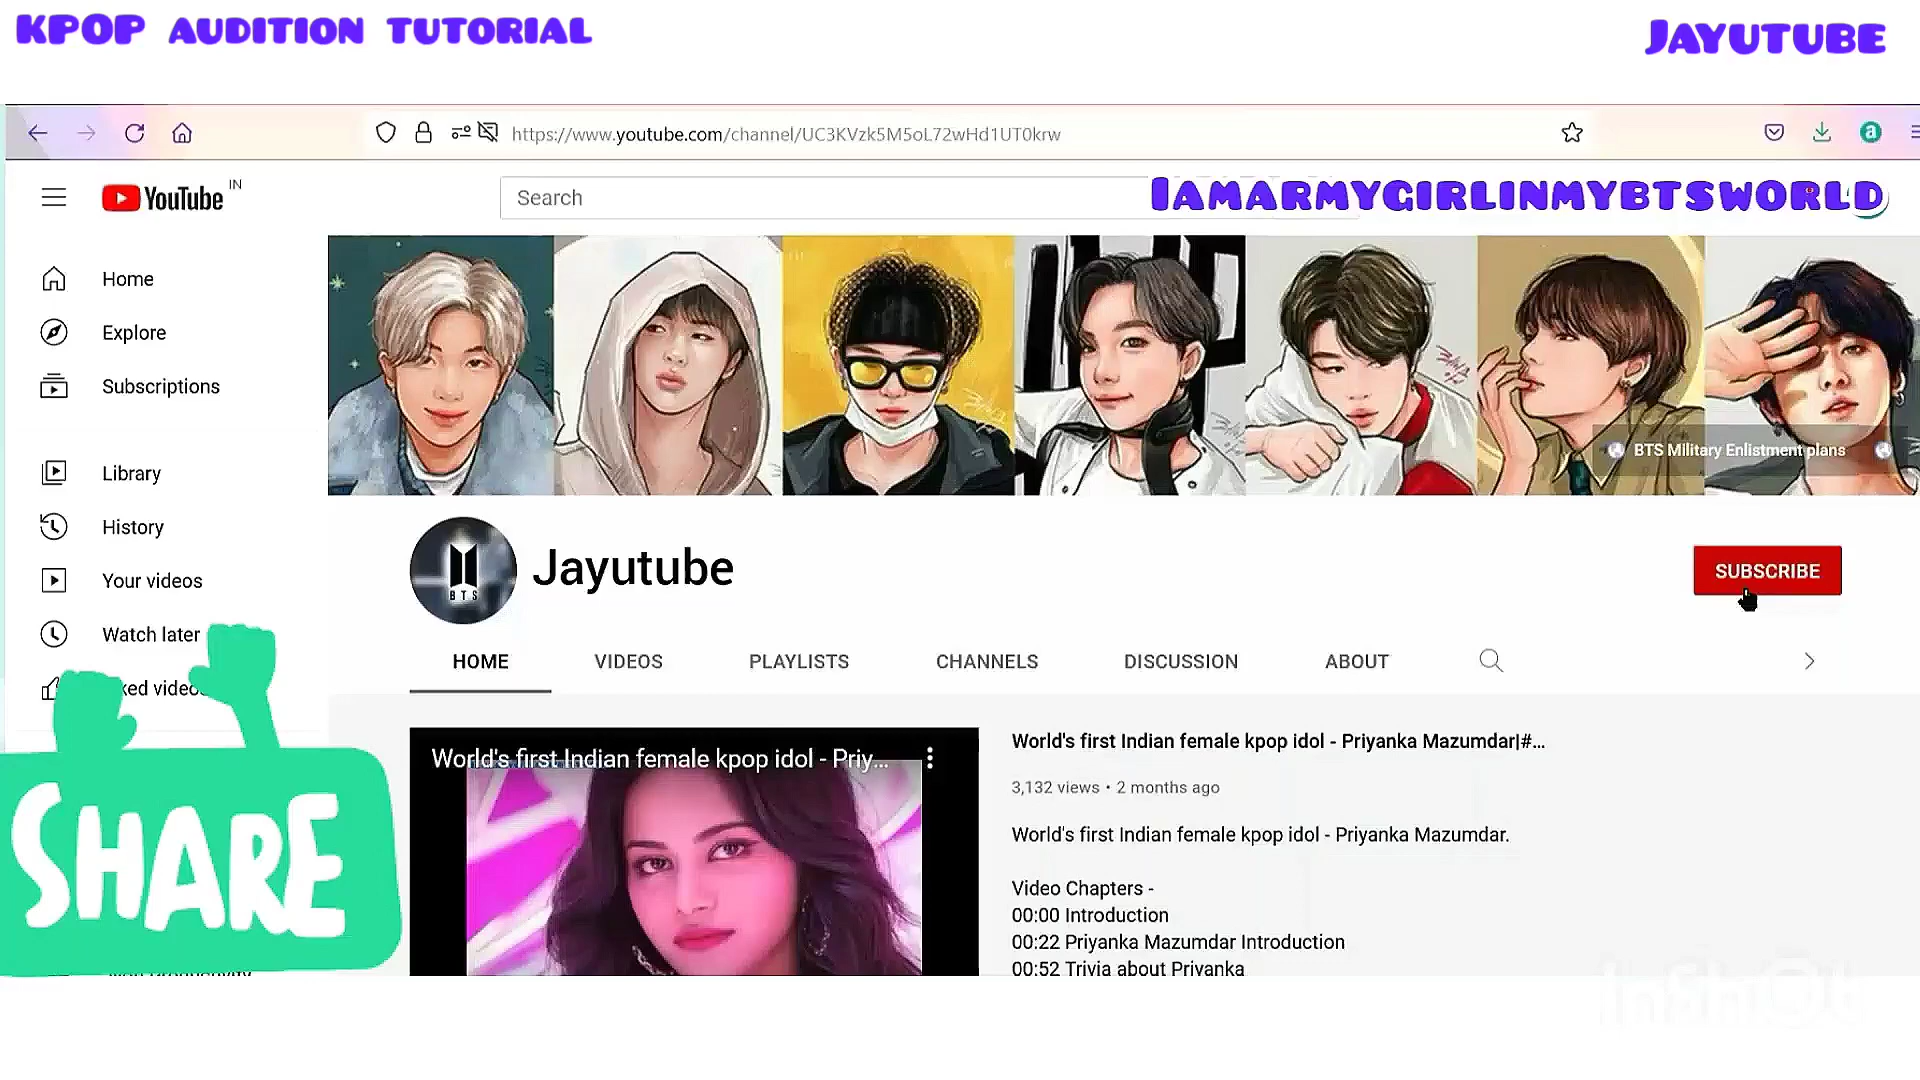 KPOP AUDITION TUTORIAL
JAYUTUBE
https://www.youtube.com/channel/UC3KVzk5M5oL72wHd1UT0krw
YouTube IN
Search
IAMARMYGIRLINMYBTSWORLD
Home
Explore
Subscriptions
Library
History
Your videos
Watch later
ked videos
BTS Military Enlistment plans
BTS
Jayutube
SUBSCRIBE
HOME
VIDEOS
PLAYLISTS
CHANNELS
DISCUSSION
ABOUT
SHARE
World's first Indian female kpop idol - Priy...
World's first Indian female kpop idol - Priyanka Mazumdar|#...
3,132 views • 2 months ago
World's first Indian female kpop idol - Priyanka Mazumdar.
Video Chapters -
00:00 Introduction
00:22 Priyanka Mazumdar Introduction
00:52 Trivia about Priyanka
InSh@t